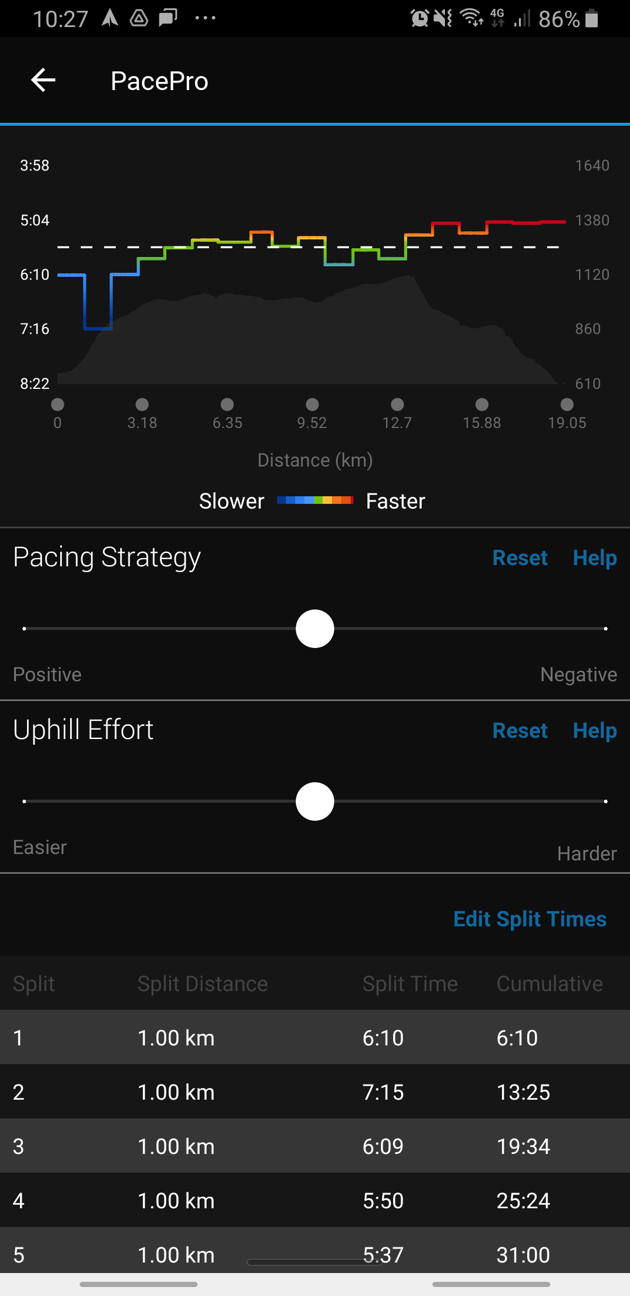 10:27 4G 86%
PacePro
3:58 1640
5:04 1380
6:10 1120
7:16 860
8:22 610
0 3.18 6.35 9.52 12.7 15.88 19.05
Distance (km)
Slower Faster
Pacing Strategy Reset Help
Positive Negative
Uphill Effort Reset Help
Easier Harder
Edit Split Times
Split Split Distance Split Time Cumulative
1 1.00 km 6:10 6:10
2 1.00 km 7:15 13:25
3 1.00 km 6:09 19:34
4 1.00 km 5:50 25:24
5 1.00 km 5:37 31:00